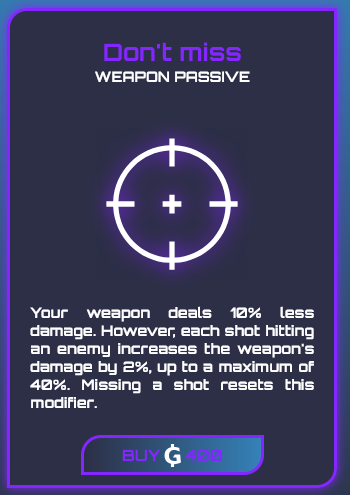 Don't miss
WEAPON PASSIVE
Your weapon deals 10% less
damage. However, each shot hitting
an enemy increases the weapon's
damage by 2%, up to a maximum of
40%. Missing a shot resets this
modifier.
BUY G 408